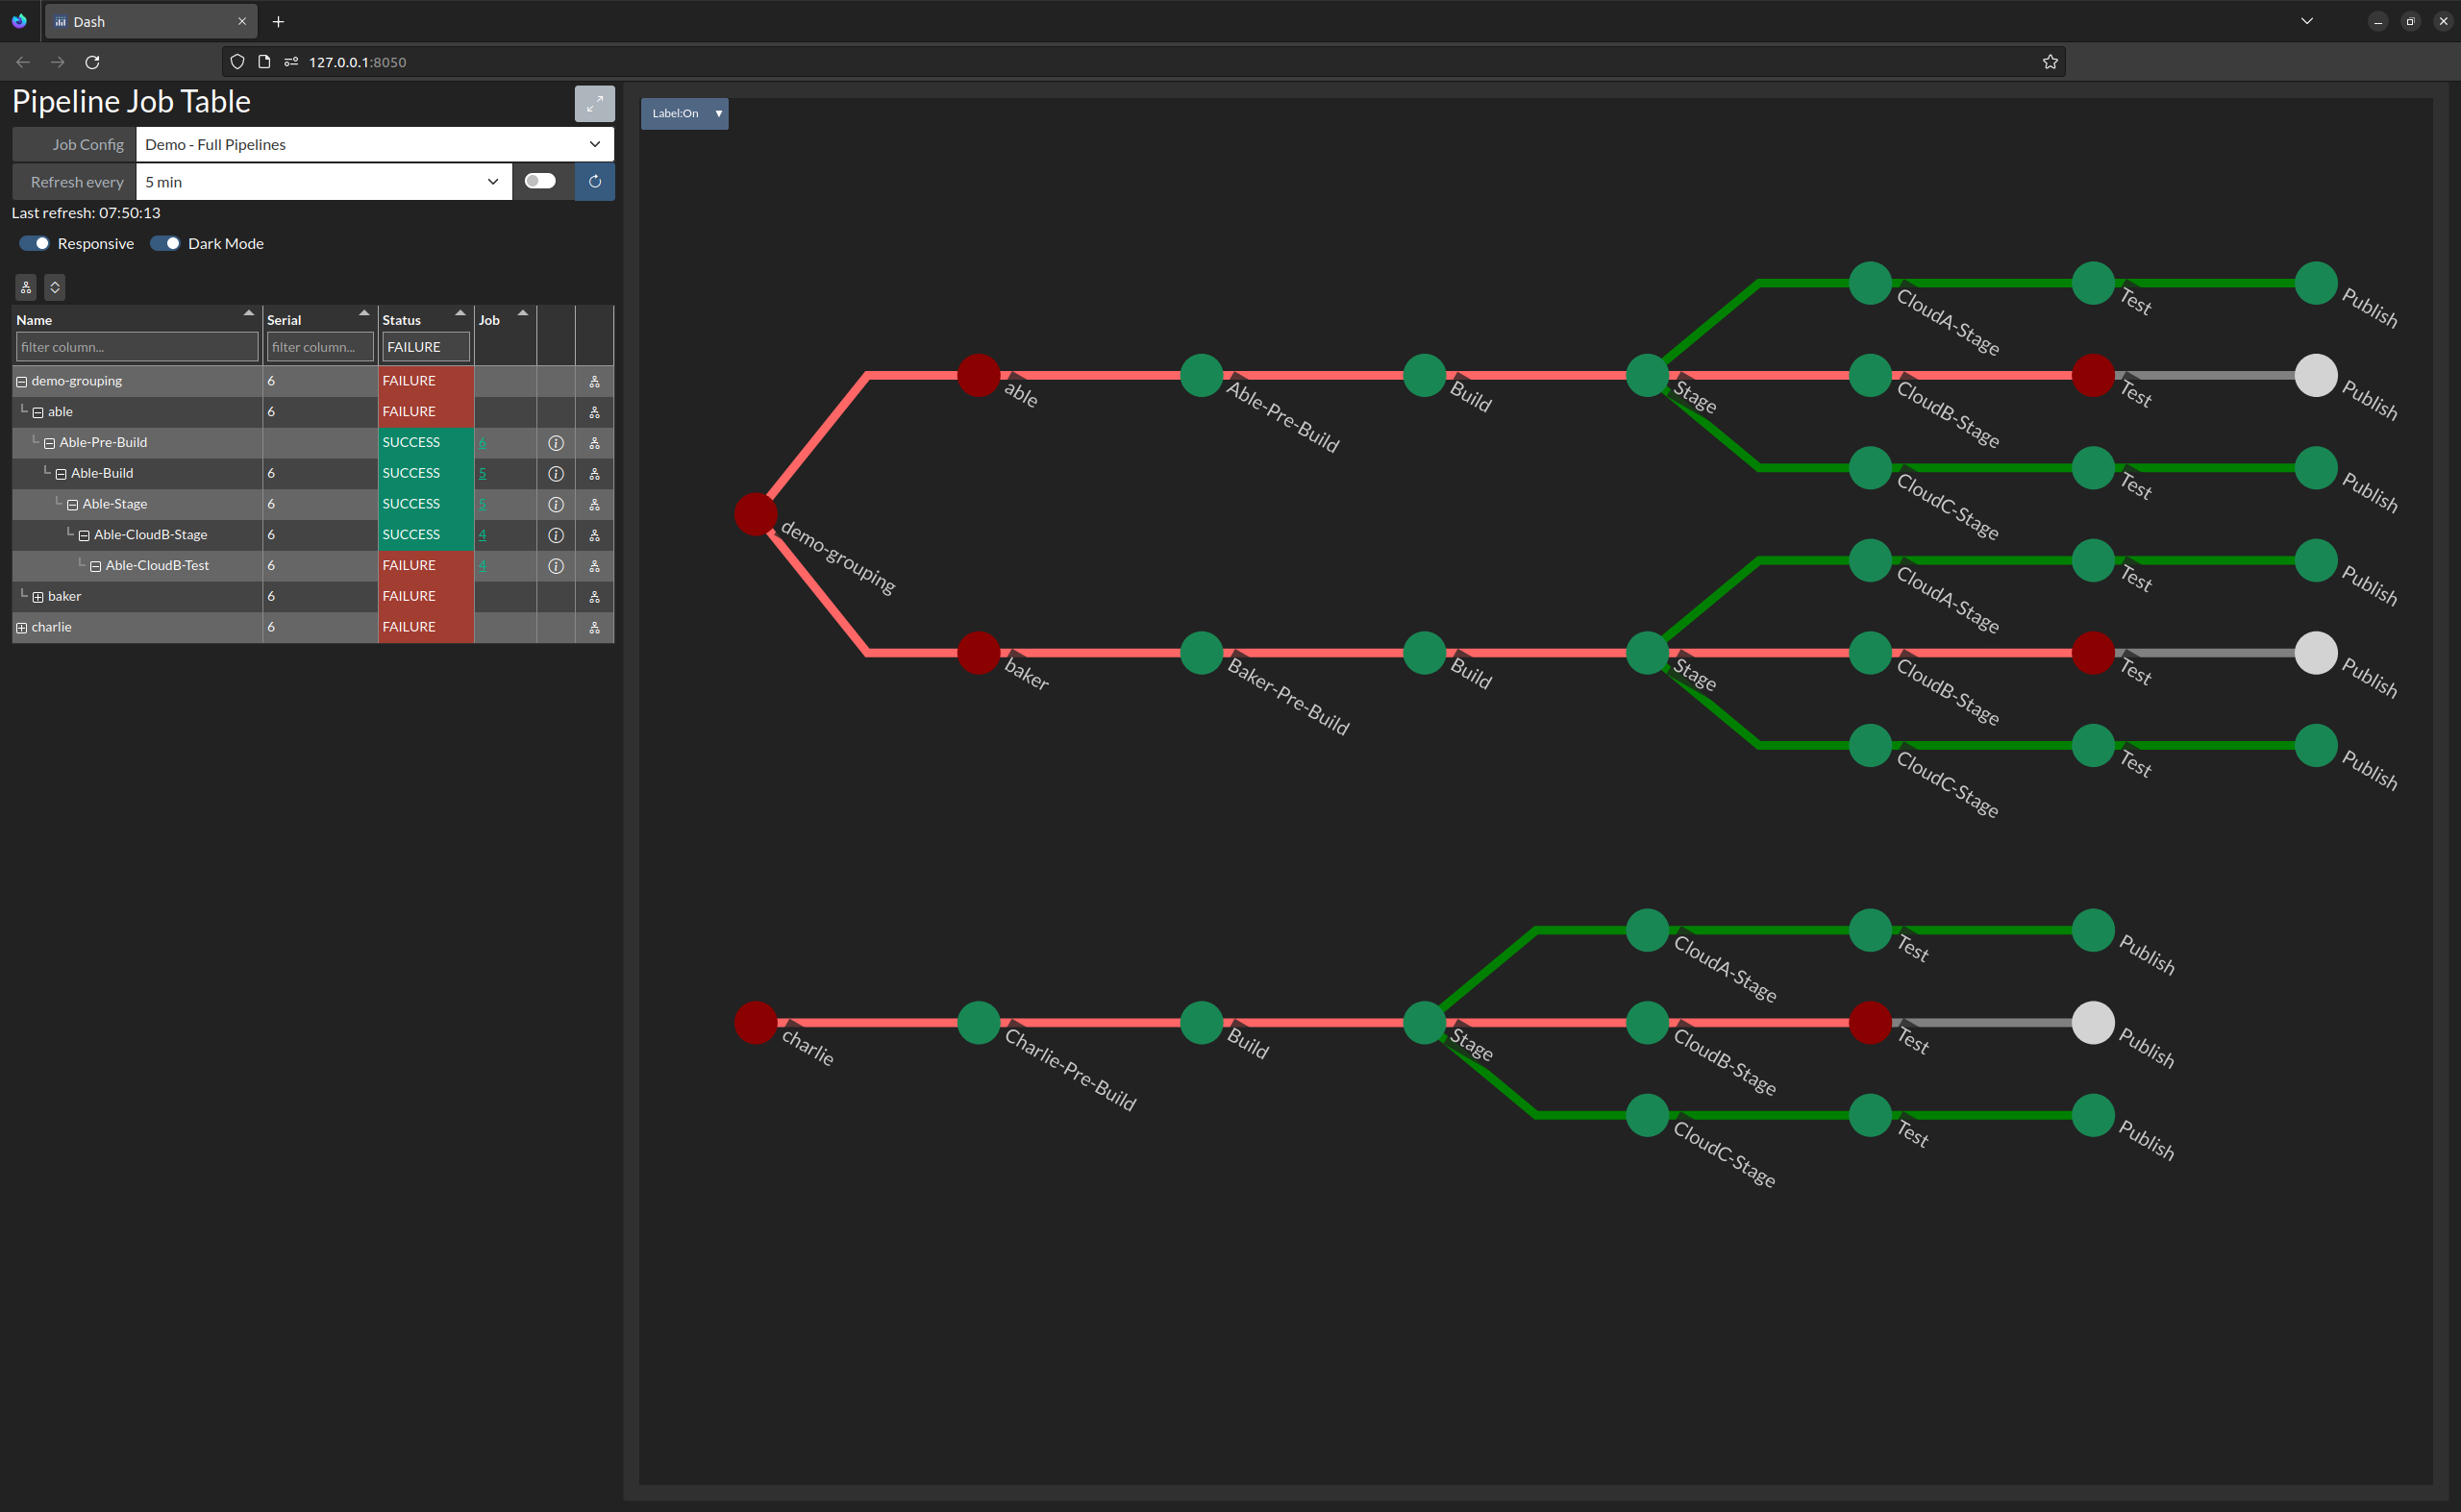 Dash
127.0.0.1:8050
Pipeline Job Table
Job Config
Demo - Full Pipelines
Refresh every
5 min
Last refresh: 07:50:13
Responsive
Dark Mode
Name Serial Status Job
filter column... filter column... FAILURE
demo-grouping 6 FAILURE
able 6 FAILURE
Able-Pre-Build SUCCESS 6
Able-Build 6 SUCCESS 5
Able-Stage 6 SUCCESS 5
Able-CloudB-Stage 6 SUCCESS 4
Able-CloudB-Test 6 FAILURE 4
baker 6 FAILURE
charlie 6 FAILURE
Label:On
CloudA-Stage
Test
Publish
able
Able-Pre-Build
Build
Stage
CloudB-Stage
Test
Publish
CloudC-Stage
Test
Publish
demo-grouping
CloudA-Stage
Test
Publish
baker
Baker-Pre-Build
Build
Stage
CloudB-Stage
Test
Publish
CloudC-Stage
Test
Publish
CloudA-Stage
Test
Publish
charlie
Charlie-Pre-Build
Build
Stage
CloudB-Stage
Test
Publish
CloudC-Stage
Test
Publish